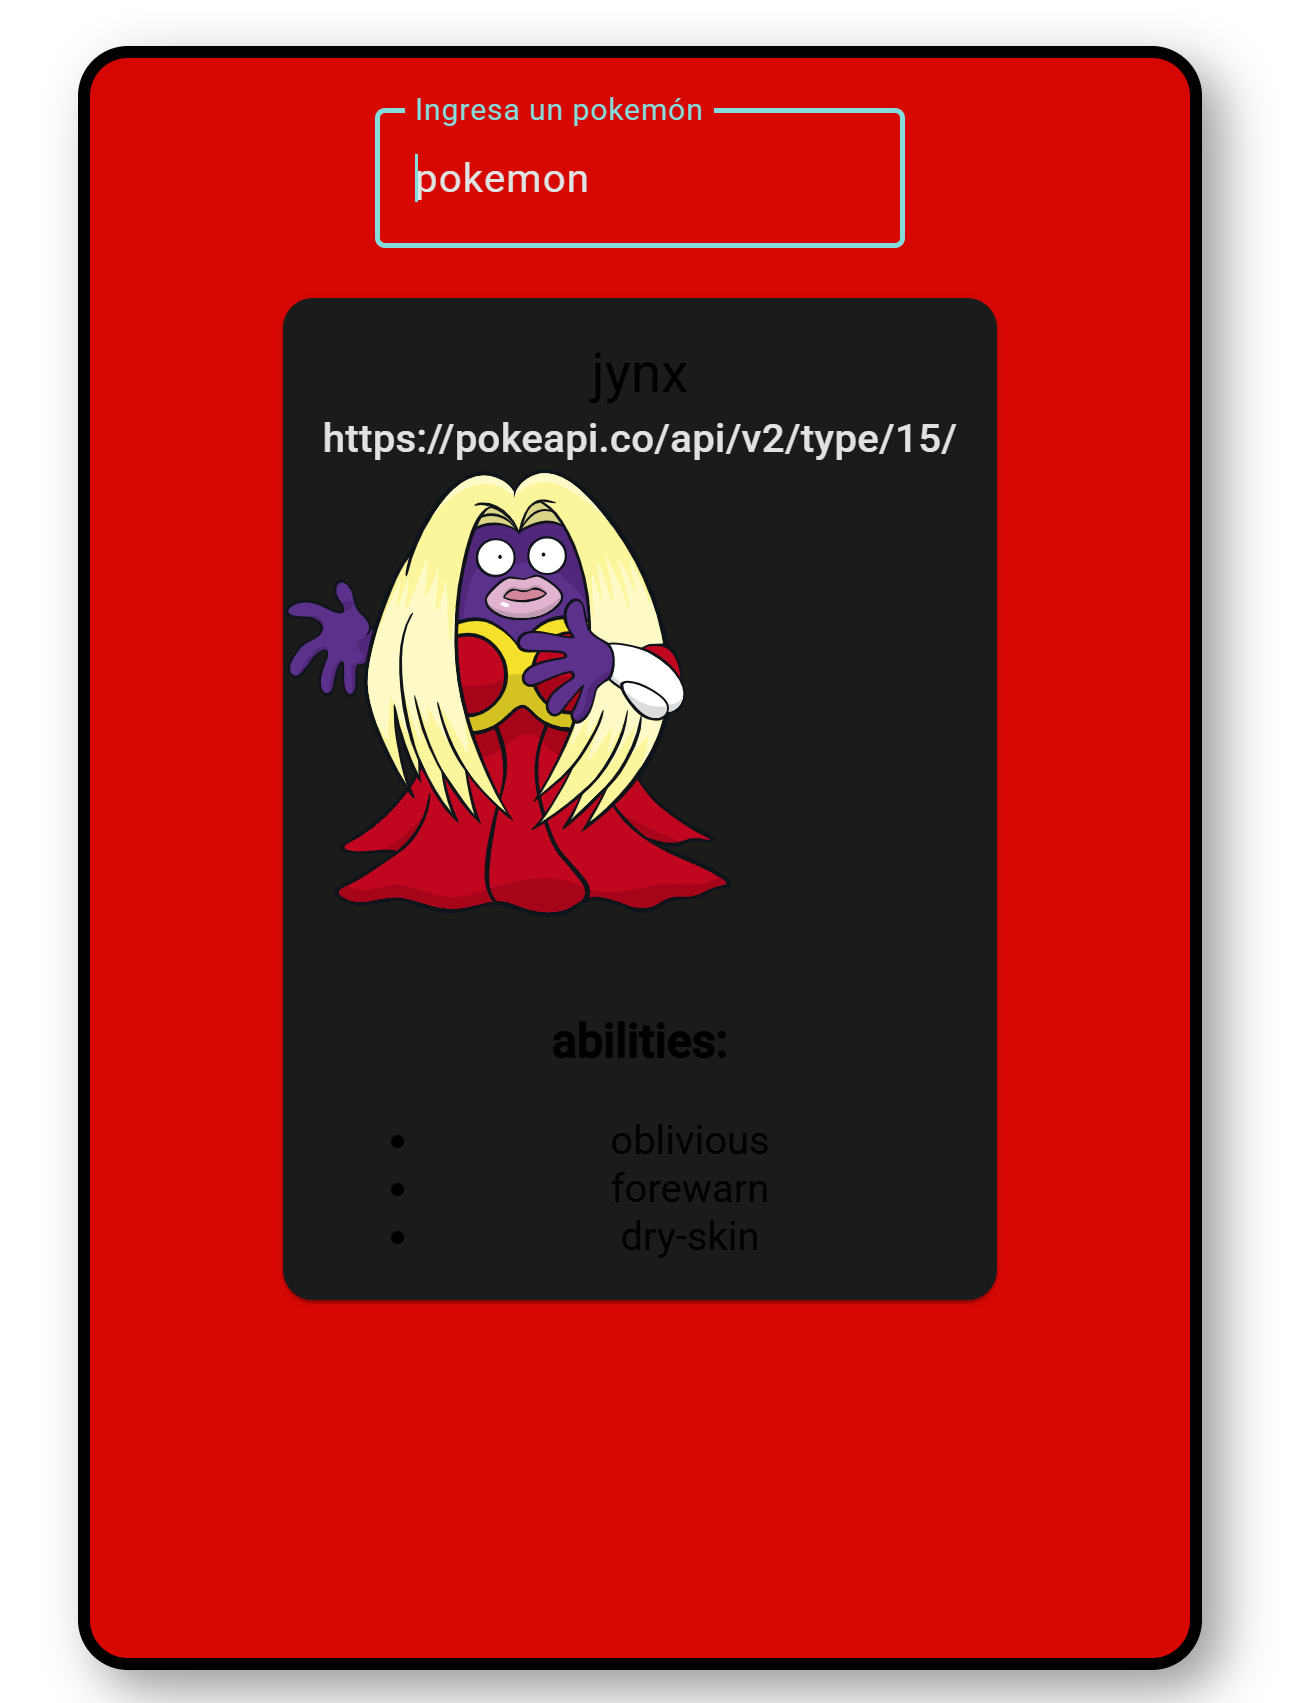 Ingresa un pokemón
pokemon
jynx
https://pokeapi.co/api/v2/type/15/
abilities:
oblivious
forewarn
dry-skin